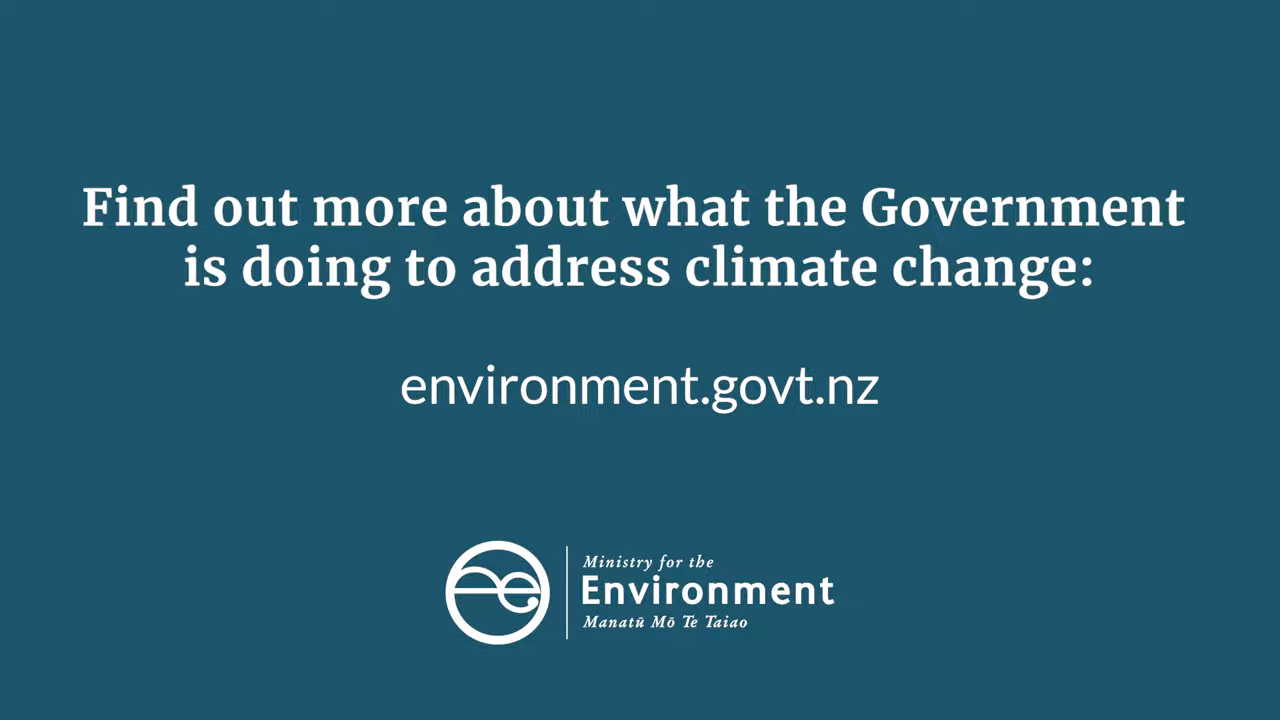 Find out more about what the Government
is doing to address climate change:
environment.govt.nz
Ministry for the
Environment
Manatū Mō Te Taiao